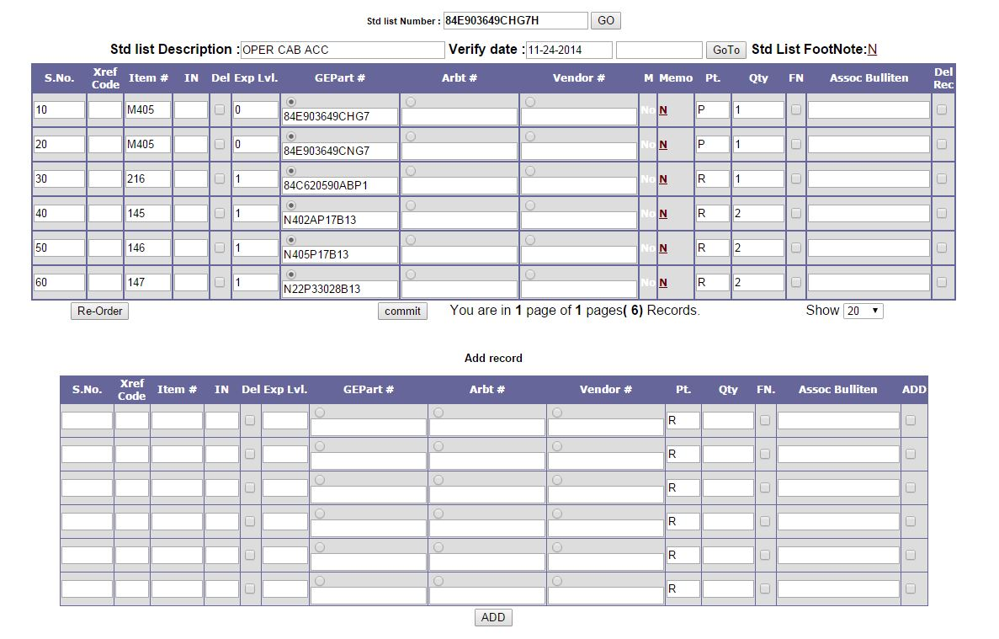 Std list Number : 84E903649CHG7H GO
Std list Description : OPER CAB ACC Verify date : 11-24-2014 GoTo Std List FootNote:N
S.No. Xref Code Item # IN Del Exp Lvl. GEPart # Arbt # Vendor # M Memo Pt. Qty FN Assoc Bulliten Del Rec
10 M405 0 84E903649CHG7 No N P 1
20 M405 0 84E903649CNG7 No N P 1
30 216 1 84C620590ABP1 No N R 1
40 145 1 N402AP17B13 No N R 2
50 146 1 N405P17B13 No N R 2
60 147 1 N22P33028B13 No N R 2
Re-Order commit You are in 1 page of 1 pages( 6) Records. Show 20
Add record
S.No. Xref Code Item # IN Del Exp Lvl. GEPart # Arbt # Vendor # Pt. Qty FN. Assoc Bulliten ADD
R
R
R
R
R
R
ADD